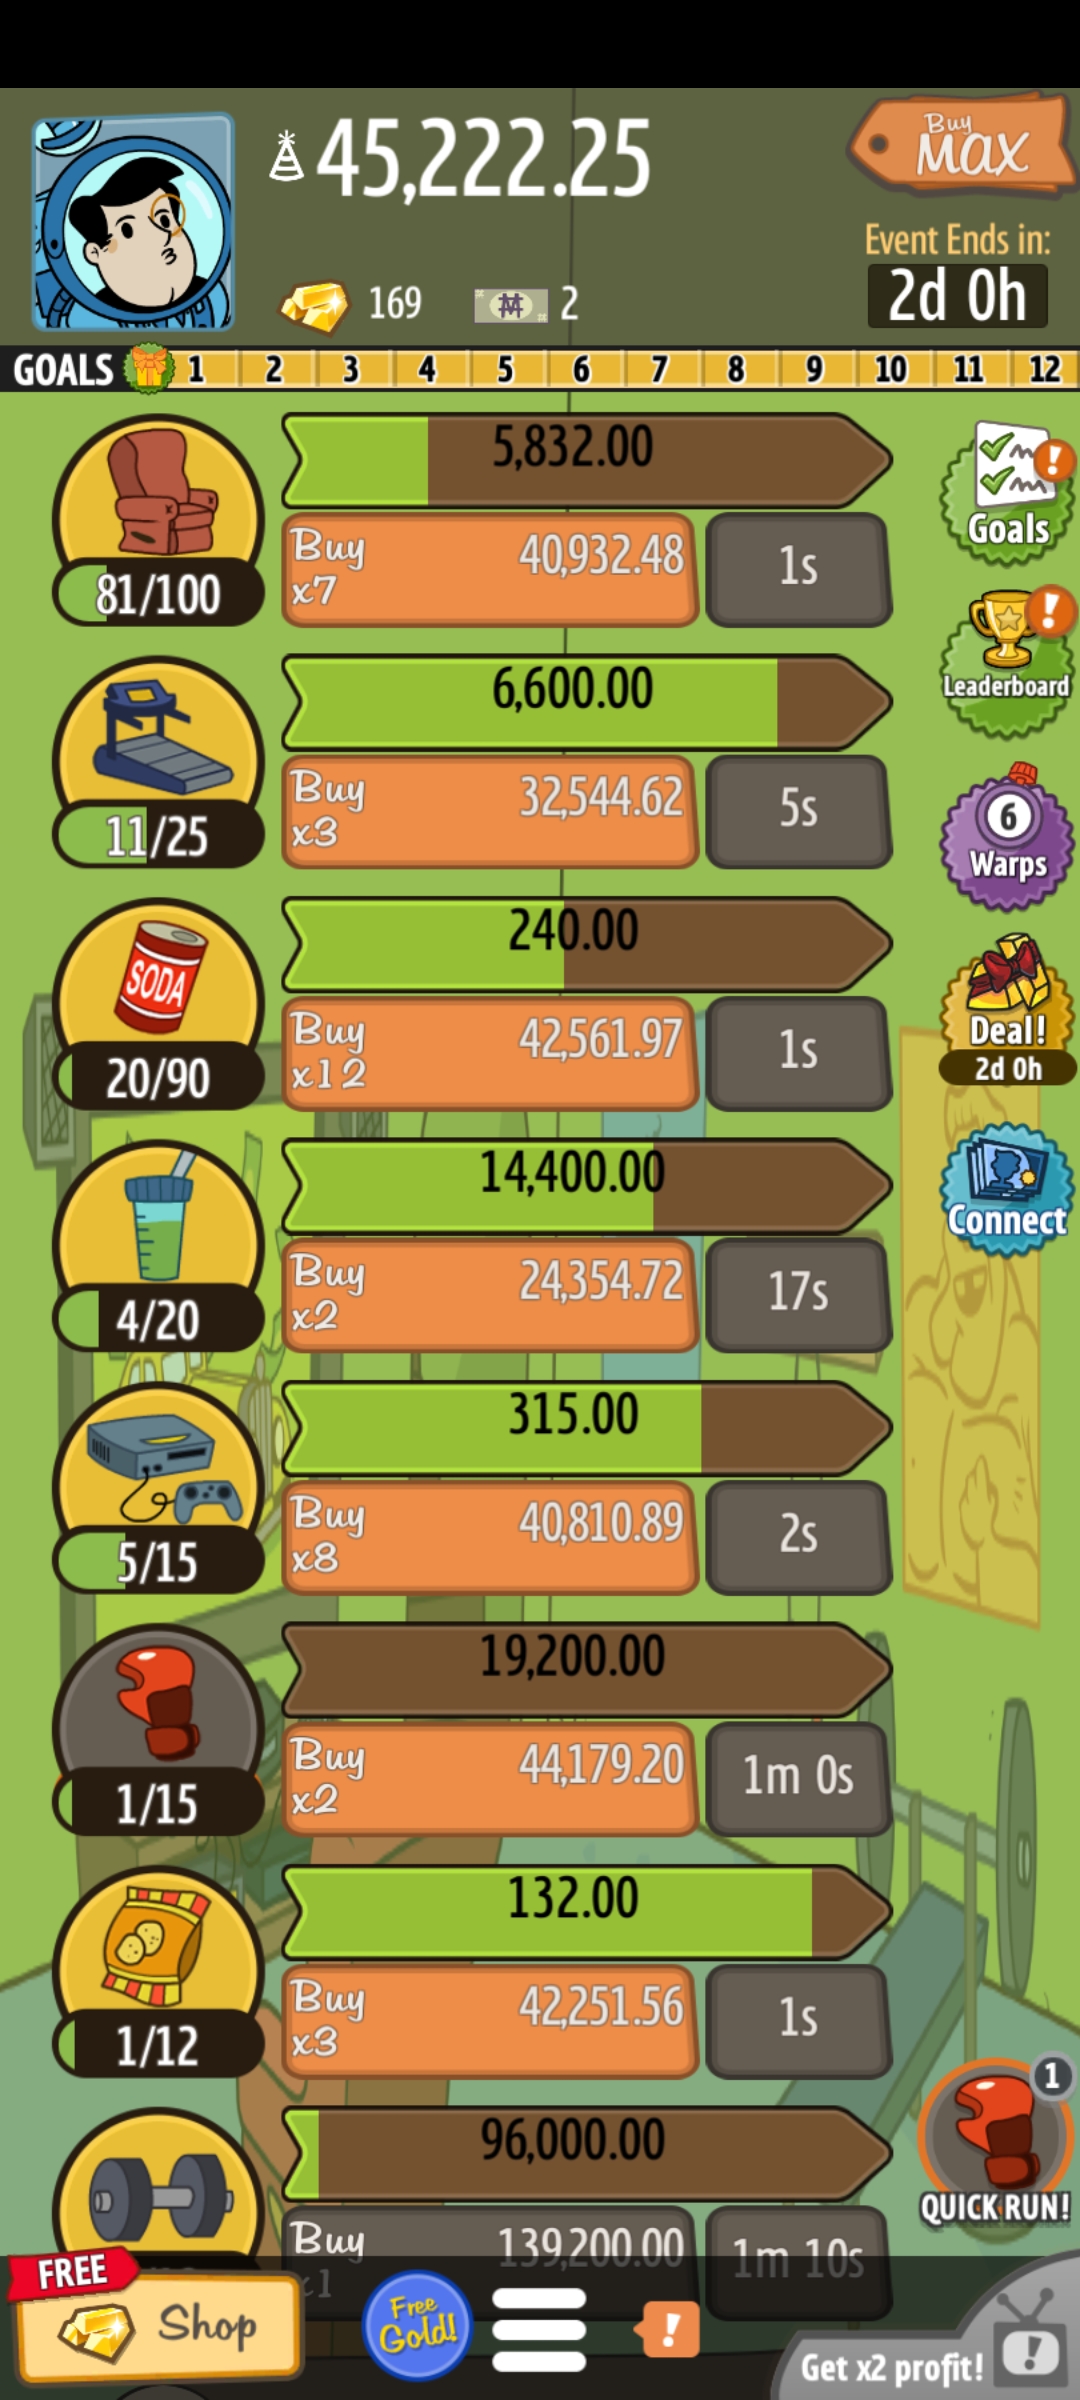 45,222.25
Buy
MAX
Event Ends in:
169
2
2d 0h
GOALS 1 2 3 4 5 6 7 8 9 10 11 12
5,832.00
Buy 40,932.48
x7
1s
81/100
Goals
6,600.00
Leaderboard
Buy 32,544.62
x3
5s
11/25
6
Warps
240.00
SODA
Buy 42,561.97
x12
1s
20/90
Deal!
2d 0h
14,400.00
Connect
Buy 24,354.72
x2
17s
4/20
315.00
Buy 40,810.89
x8
2s
5/15
19,200.00
Buy 44,179.20
x2
1m 0s
1/15
132.00
Buy 42,251.56
x3
1s
1/12
1
QUICK RUN!
96,000.00
Buy 139,200.00
x1
1m 10s
FREE
Shop
Free
Gold!
!
Get x2 profit!